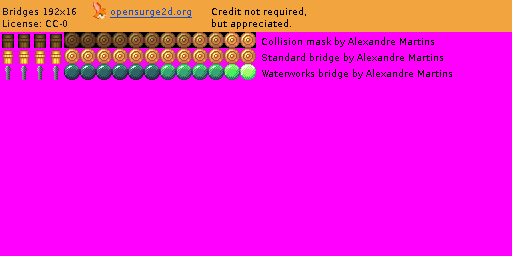 Bridges 192x16
License: CC-0
opensurge2d.org
Credit not required,
but appreciated.
Collision mask by Alexandre Martins
Standard bridge by Alexandre Martins
Waterworks bridge by Alexandre Martins